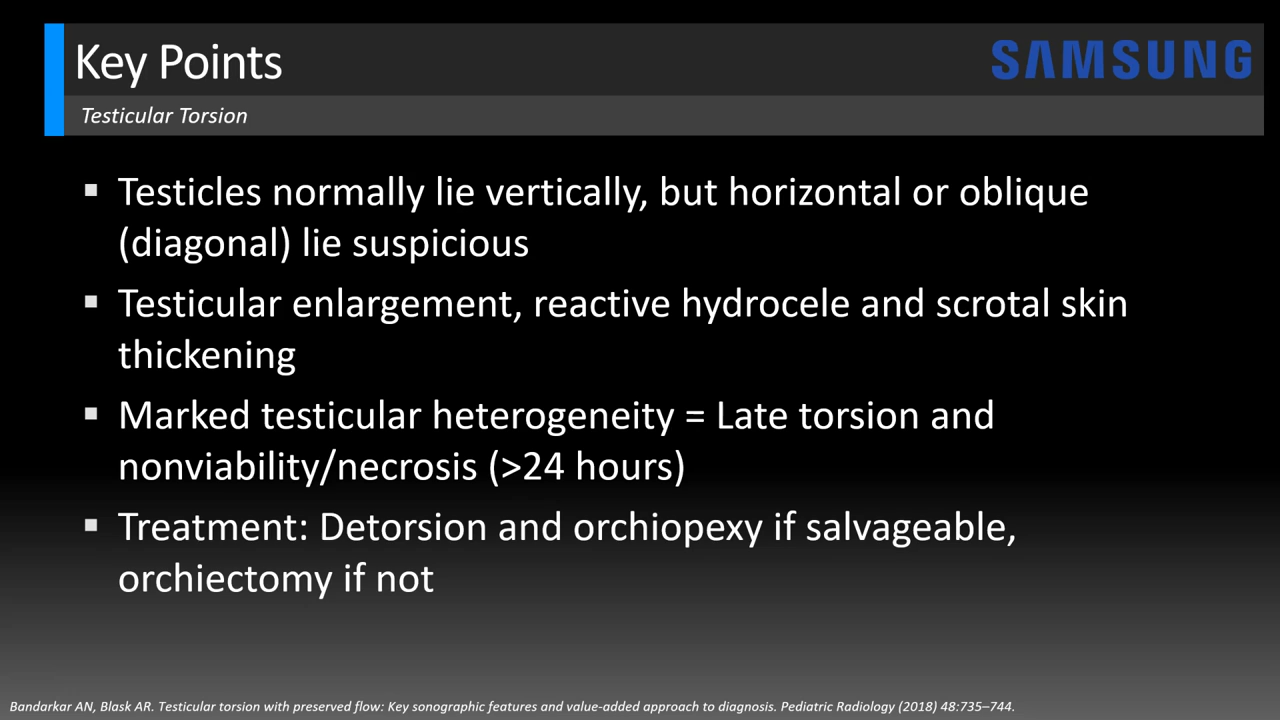 Key Points
SAMSUNG
Testicular Torsion
▪ Testicles normally lie vertically, but horizontal or oblique
(diagonal) lie suspicious
▪ Testicular enlargement, reactive hydrocele and scrotal skin
thickening
▪ Marked testicular heterogeneity = Late torsion and
nonviability/necrosis (>24 hours)
▪ Treatment: Detorsion and orchiopexy if salvageable,
orchiectomy if not
Bandarkar AN, Blask AR. Testicular torsion with preserved flow: Key sonographic features and value-added approach to diagnosis. Pediatric Radiology (2018) 48:735–744.